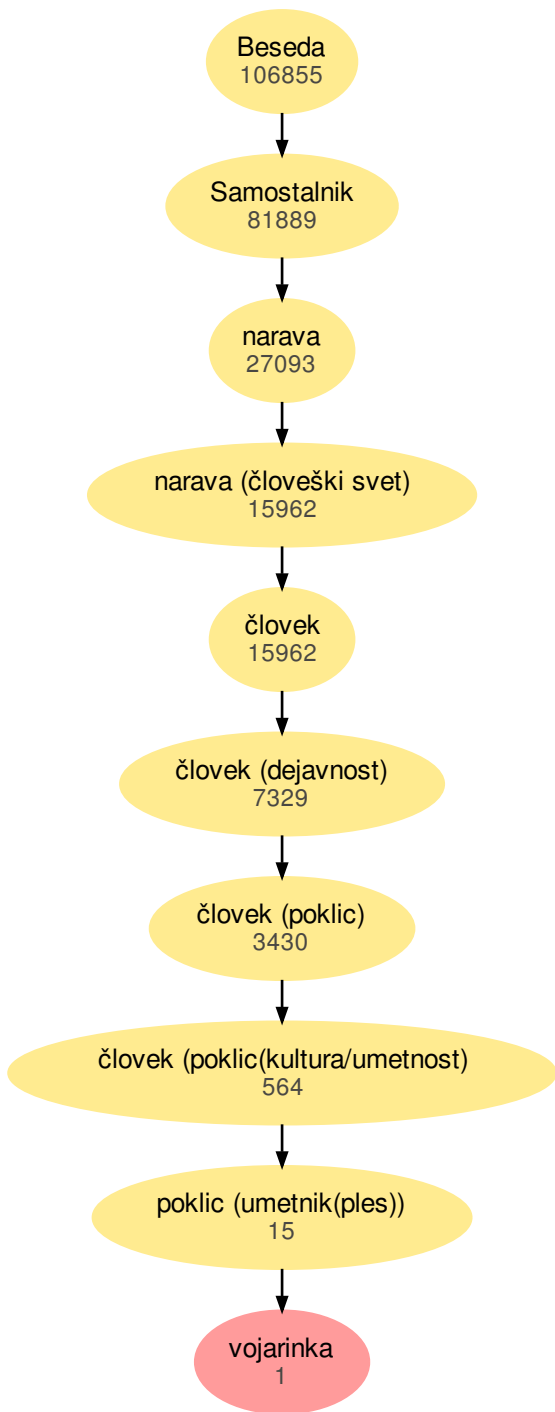 Beseda
106855
Samostalnik
81889
narava
27093
narava (človeški svet)
15962
človek
15962
človek (dejavnost)
7329
človek (poklic)
3430
človek (poklic(kultura/umetnost)
564
poklic (umetnik(ples))
15
vojarinka
1